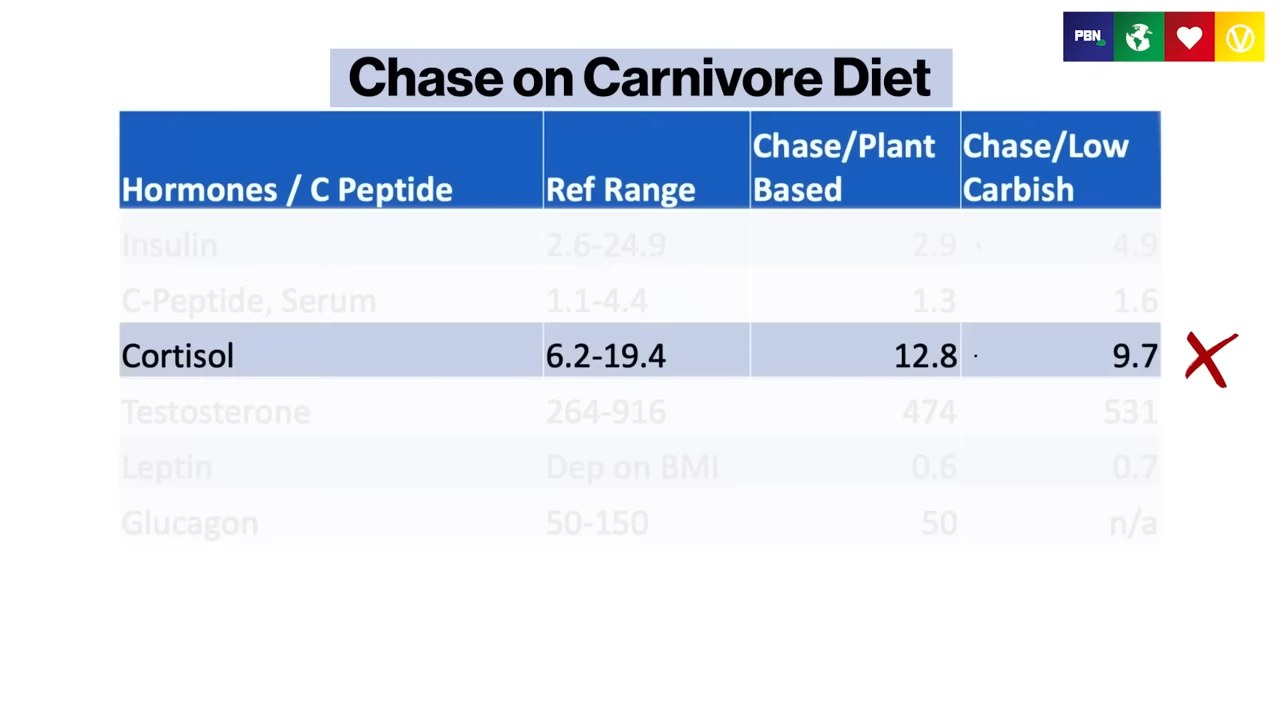 PBN
Chase on Carnivore Diet
Hormones / C Peptide Ref Range Chase/Plant Based Chase/Low Carbish
Insulin 2.6-24.9 2.9 4.9
C-Peptide, Serum 1.1-4.4 1.3 1.6
Cortisol 6.2-19.4 12.8 9.7
Testosterone 264-916 474 531
Leptin Dep on BMI 0.6 0.7
Glucagon 50-150 50 n/a